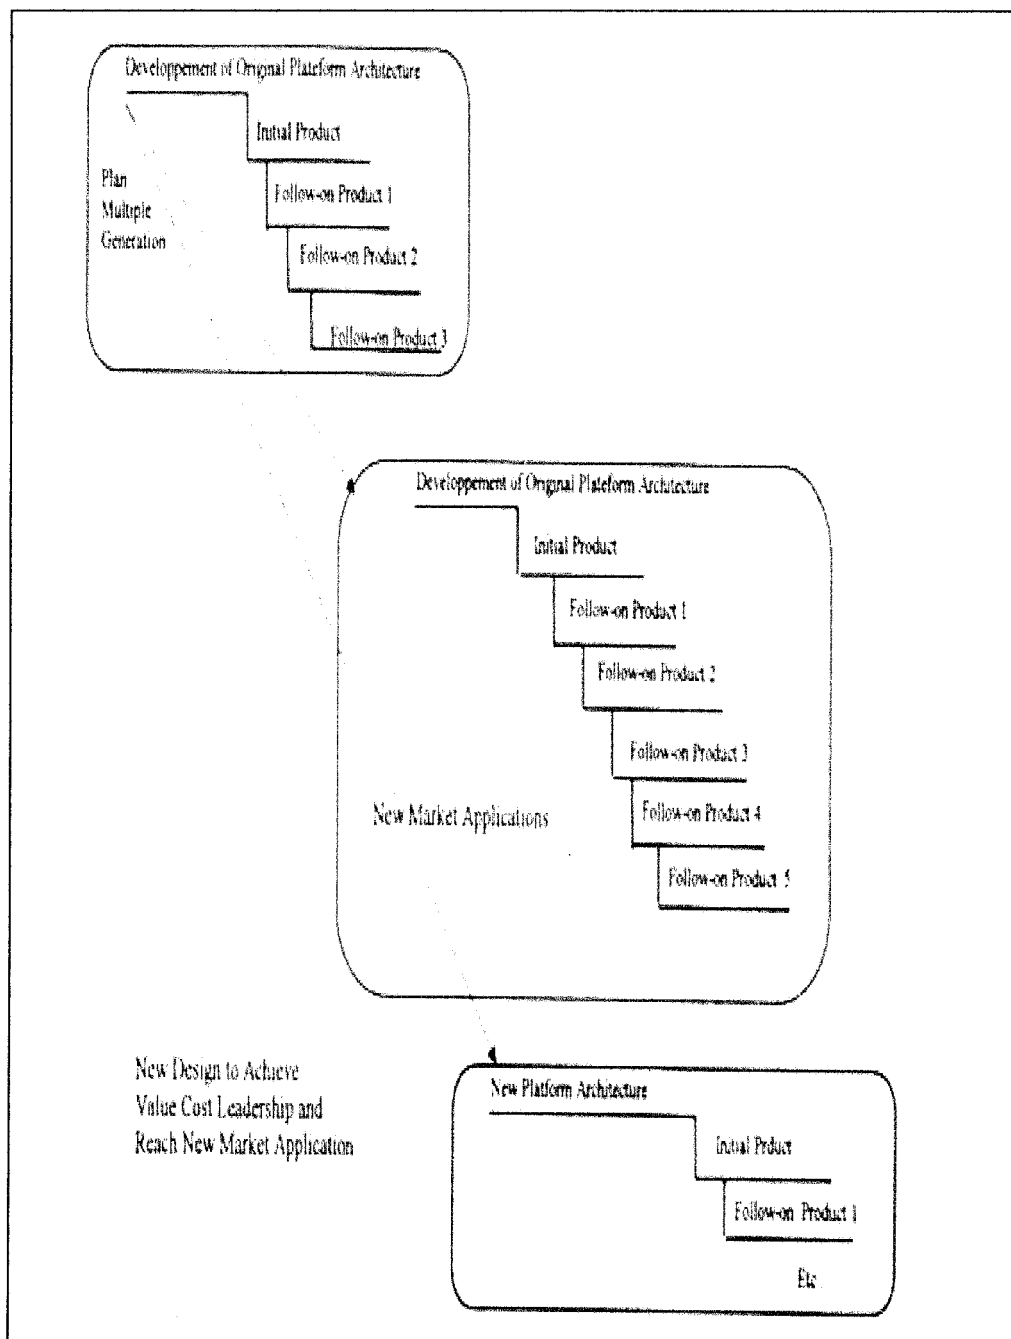 Developpement of Original Plateform Architecture
Initial Product
Plan
Multiple
Generation
Follow-on Product 1
Follow-on Product 2
Follow-on Product 3
Developpement of Original Plateform Architecture
Initial Product
Follow-on Product 1
Follow-on Product 2
Follow-on Product 3
New Market Applications
Follow-on Product 4
Follow-on Product 5
New Design to Achieve
Value Cost Leadership and
Reach New Market Application
New Platform Architecture
Initial Prduct
Follow-on Product 1
Etc